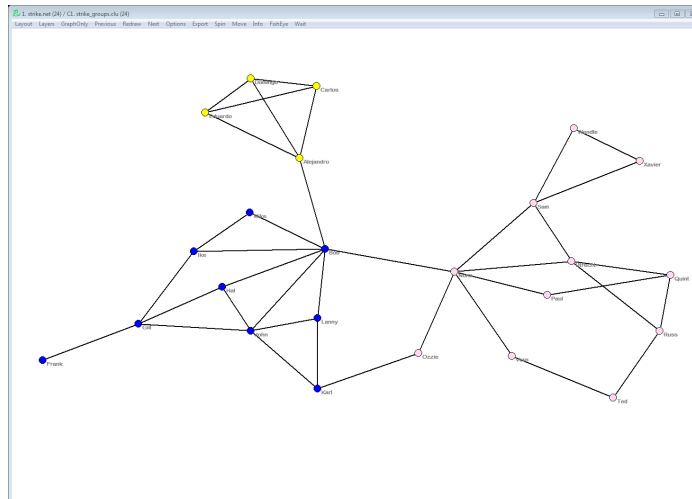 1. strike.net (24) / C1. strike_groups.clu (24)
Layout Layers GraphOnly Previous Redraw Next Options Export Spin Move Info FishEye Wait
Domingo
Carlos
Eduardo
Alejandro
Wendle
Xavier
Sam
Mike
Ike
Bob
Norm
Quint
Hal
Paul
Gill
John
Lanny
Russ
Ozzie
Vern
Frank
Karl
Ted